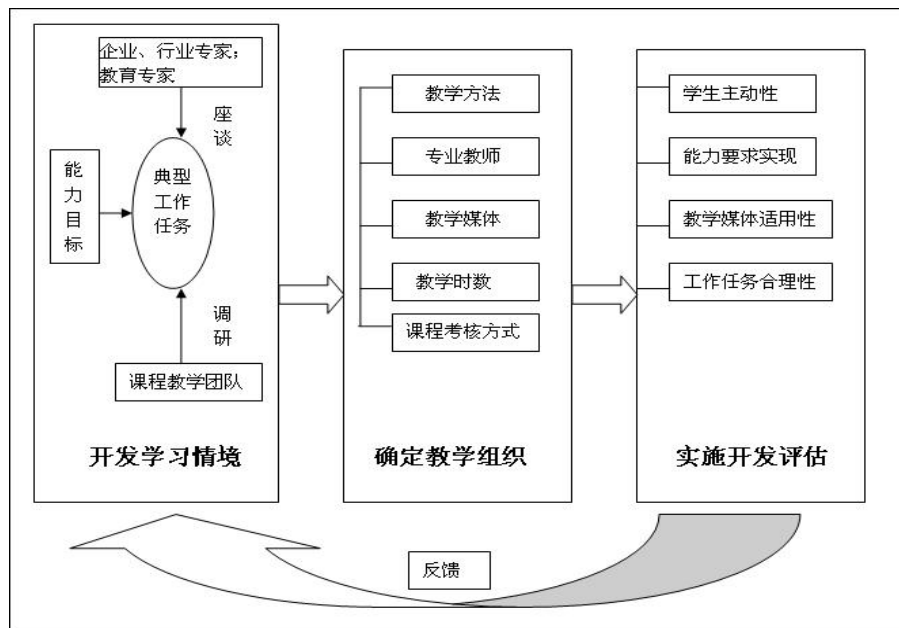 企业、行业专家；
教育专家
座
谈
能
力
目
标
典型
工作
任务
调
研
课程教学团队
开发学习情境
教学方法
专业教师
教学媒体
教学时数
课程考核方式
确定教学组织
学生主动性
能力要求实现
教学媒体适用性
工作任务合理性
实施开发评估
反馈